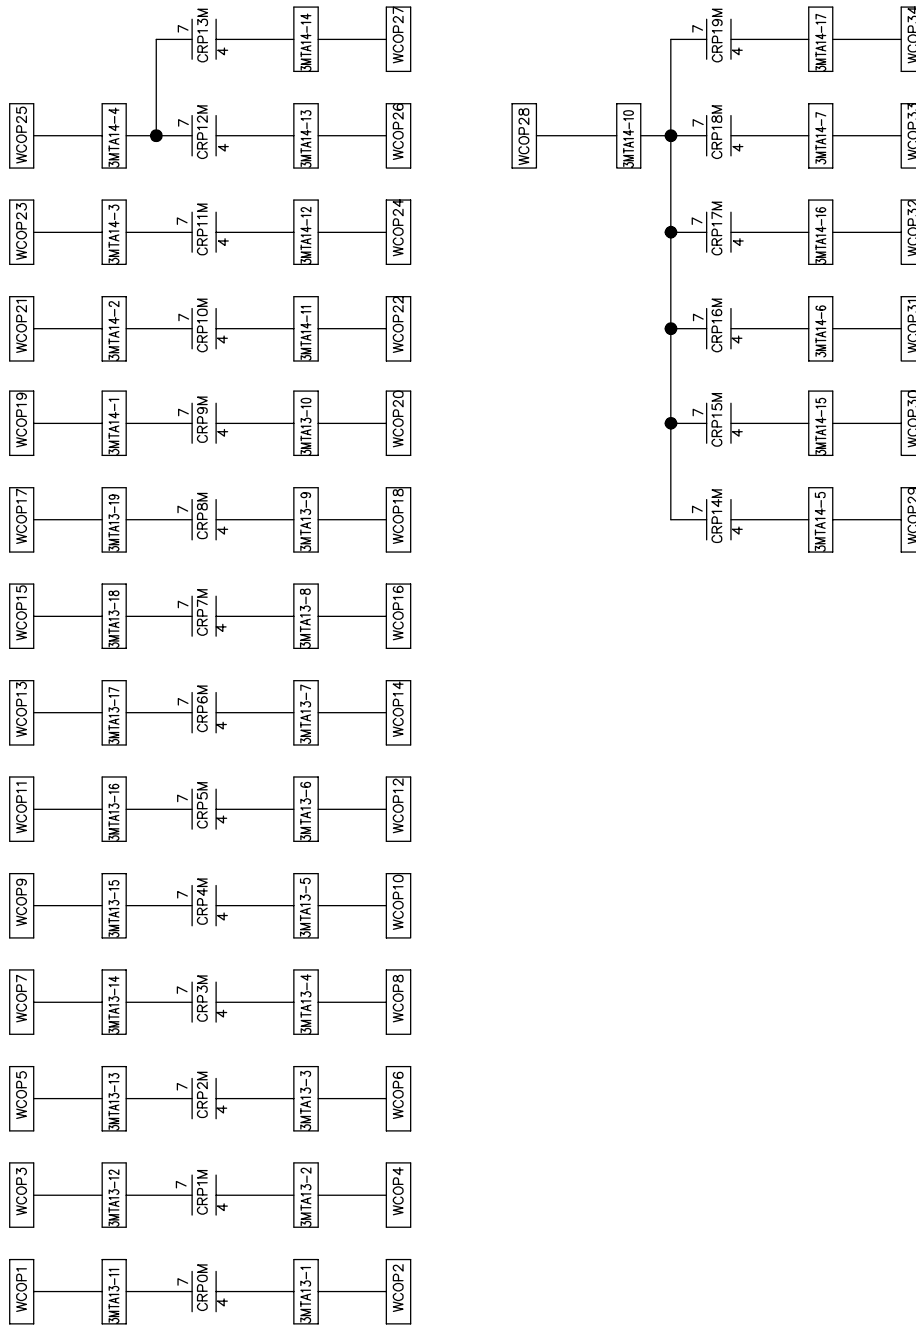 7
CRP13M
4
3MTA14-14
WCOP27
WCOP25
3MTA14-4
7
CRP12M
4
3MTA14-13
WCOP26
WCOP23
3MTA14-3
7
CRP11M
4
3MTA14-12
WCOP24
WCOP21
3MTA14-2
7
CRP10M
4
3MTA14-11
WCOP22
WCOP19
3MTA14-1
7
CRP9M
4
3MTA13-10
WCOP20
WCOP17
3MTA13-19
7
CRP8M
4
3MTA13-9
WCOP18
WCOP15
3MTA13-18
7
CRP7M
4
3MTA13-8
WCOP16
WCOP13
3MTA13-17
7
CRP6M
4
3MTA13-7
WCOP14
WCOP11
3MTA13-16
7
CRP5M
4
3MTA13-6
WCOP12
WCOP9
3MTA13-15
7
CRP4M
4
3MTA13-5
WCOP10
WCOP7
3MTA13-14
7
CRP3M
4
3MTA13-4
WCOP8
WCOP5
3MTA13-13
7
CRP2M
4
3MTA13-3
WCOP6
WCOP3
3MTA13-12
7
CRP1M
4
3MTA13-2
WCOP4
WCOP1
3MTA13-11
7
CRP0M
4
3MTA13-1
WCOP2
7
CRP19M
4
3MTA14-17
WCOP34
WCOP28
3MTA14-10
7
CRP18M
4
3MTA14-7
WCOP33
7
CRP17M
4
3MTA14-16
WCOP32
7
CRP16M
4
3MTA14-6
WCOP31
7
CRP15M
4
3MTA14-15
WCOP30
7
CRP14M
4
3MTA14-5
WCOP29